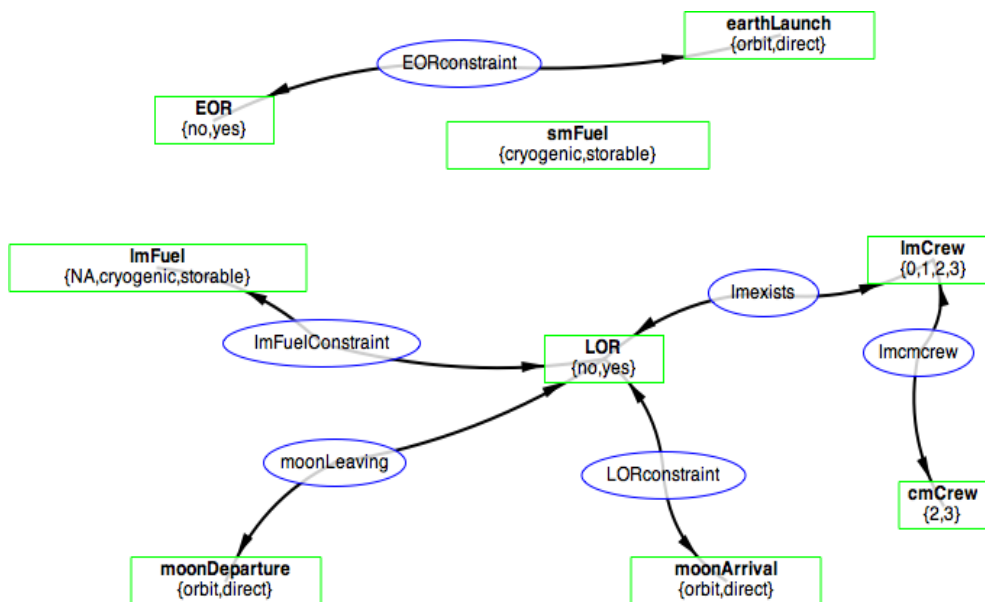 earthLaunch
{orbit,direct}
EORconstraint
EOR
{no,yes}
smFuel
{cryogenic,storable}
lmFuel
{NA,cryogenic,storable}
lmCrew
{0,1,2,3}
lmexists
lmFuelConstraint
LOR
{no,yes}
lmcmcrew
moonLeaving
LORconstraint
cmCrew
{2,3}
moonDeparture
{orbit,direct}
moonArrival
{orbit,direct}